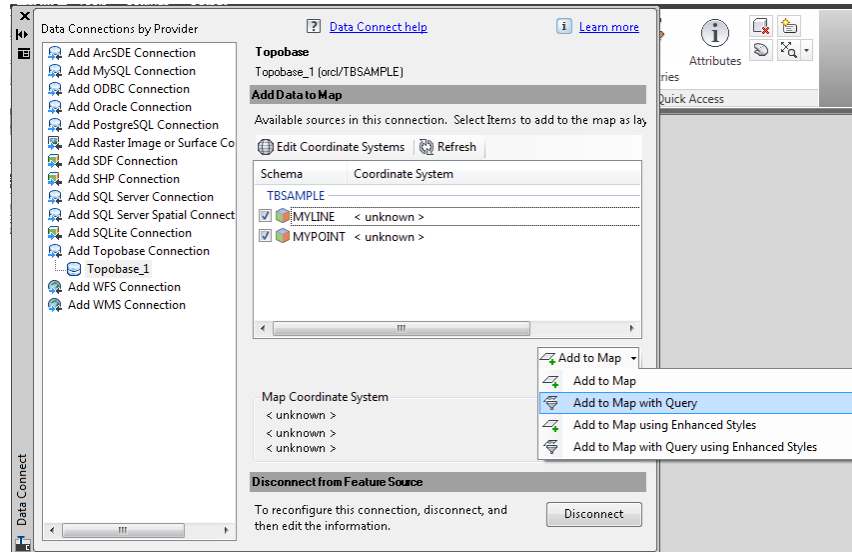 Data Connections by Provider
Add ArcSDE Connection
Add MySQL Connection
Add ODBC Connection
Add Oracle Connection
Add PostgreSQL Connection
Add Raster Image or Surface Co
Add SDF Connection
Add SHP Connection
Add SQL Server Connection
Add SQL Server Spatial Connect
Add SQLite Connection
Add Topobase Connection
Topobase_1
Add WFS Connection
Add WMS Connection
Data Connect
Data Connect help
Learn more
Topobase
Topobase_1 (orcl/TBSAMPLE)
Add Data to Map
Available sources in this connection. Select Items to add to the map as lay
Edit Coordinate Systems Refresh
Schema Coordinate System
TBSAMPLE
MYLINE < unknown >
MYPOINT < unknown >
Add to Map
Add to Map
Add to Map with Query
Add to Map using Enhanced Styles
Add to Map with Query using Enhanced Styles
Map Coordinate System
< unknown >
< unknown >
< unknown >
Disconnect from Feature Source
To reconfigure this connection, disconnect, and
then edit the information.
Disconnect
Attributes
ries
Quick Access